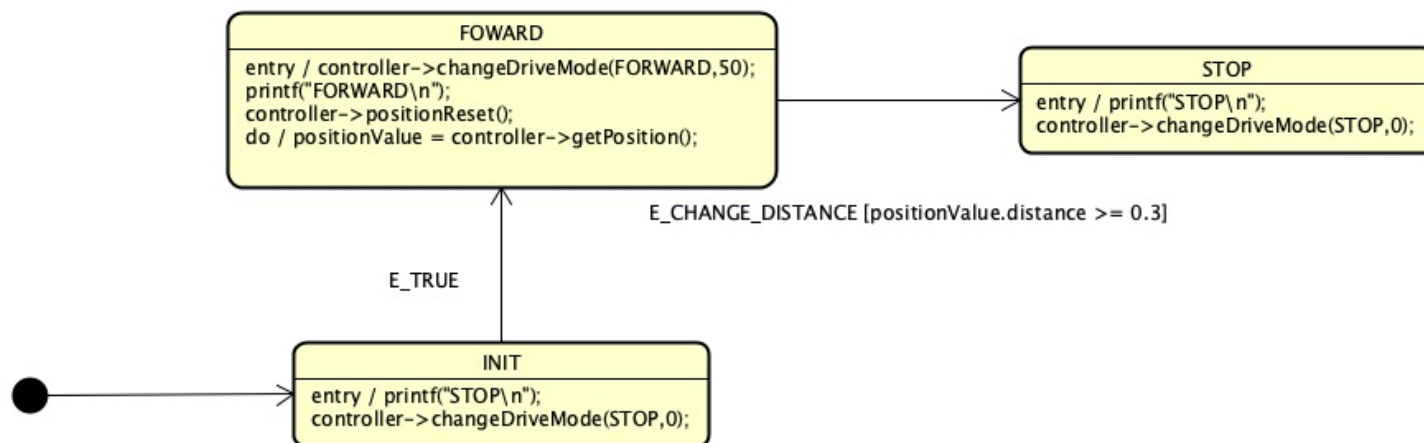 FOWARD
entry / controller->changeDriveMode(FORWARD,50);
printf("FORWARD\n");
controller->positionReset();
do / positionValue = controller->getPosition();
STOP
entry / printf("STOP\n");
controller->changeDriveMode(STOP,0);
E_CHANGE_DISTANCE [positionValue.distance >= 0.3]
E_TRUE
INIT
entry / printf("STOP\n");
controller->changeDriveMode(STOP,0);